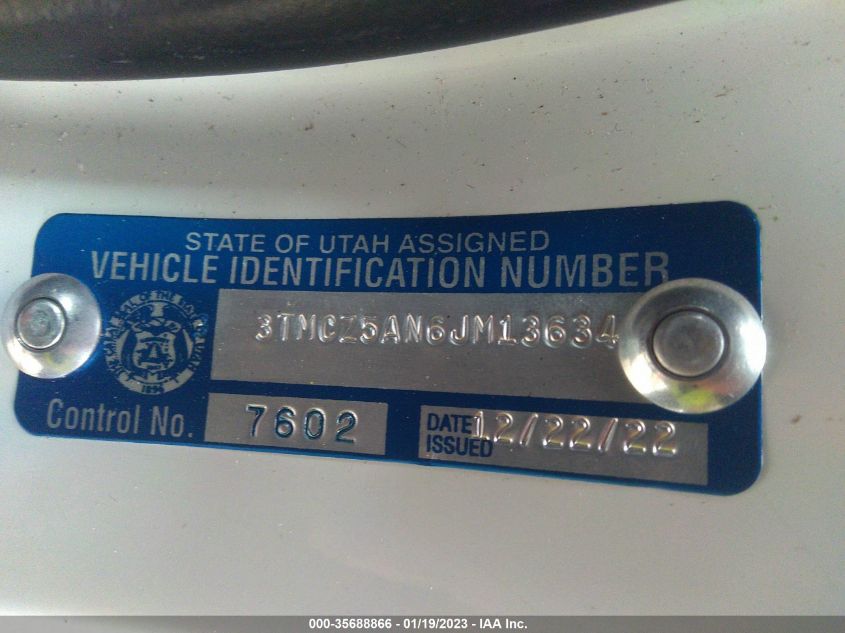 STATE OF UTAH ASSIGNED
VEHICLE IDENTIFICATION NUMBER
3TMCZ5AN6JM13634
Control No. 7602 DATE ISSUED 12/22/22
000-35688866 - 01/19/2023 - IAA Inc.